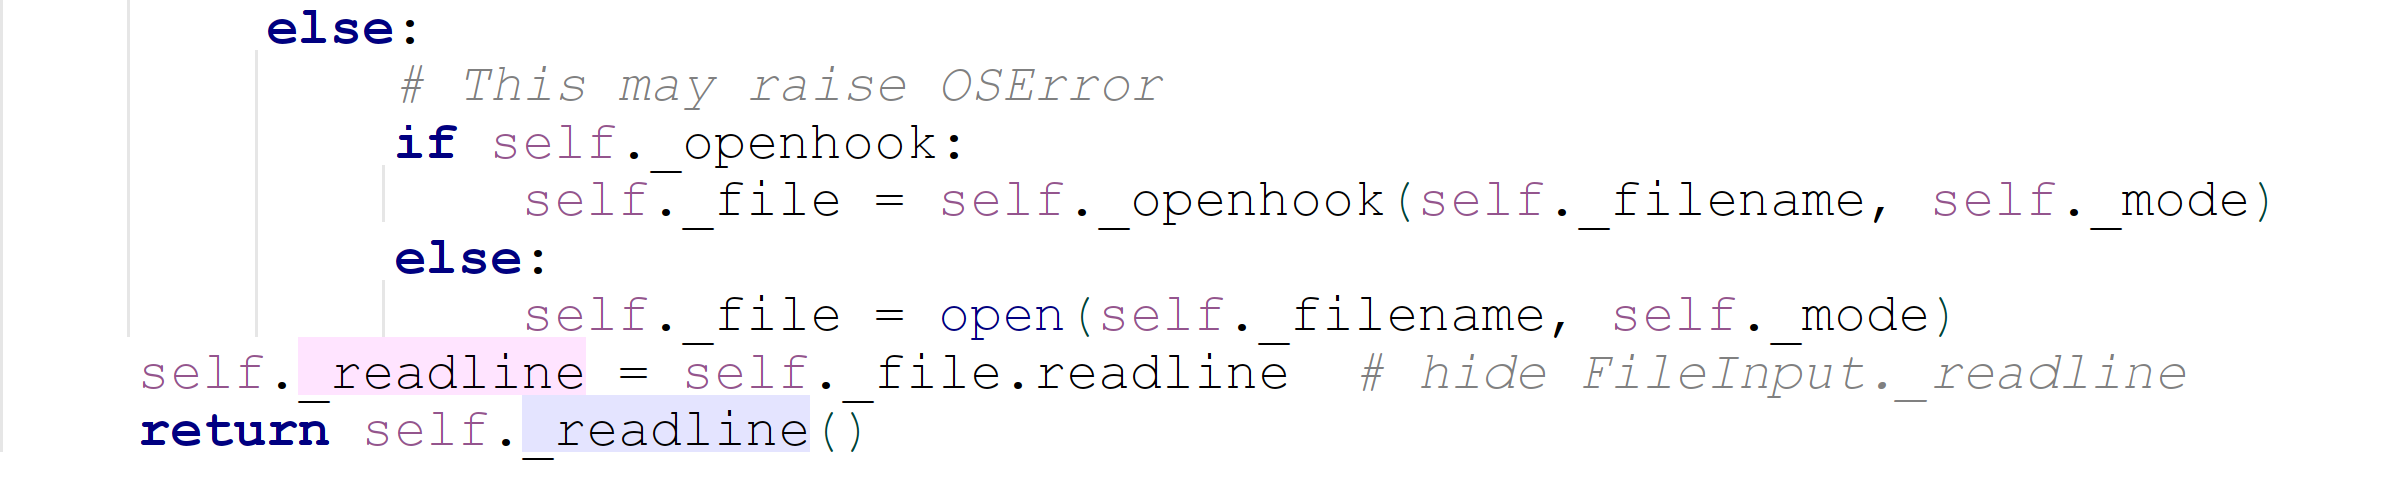 else:
# This may raise OSError
if self._openhook:
self._file = self._openhook(self._filename, self._mode)
else:
self._file = open(self._filename, self._mode)
self._readline = self._file.readline  # hide FileInput._readline
return self._readline()